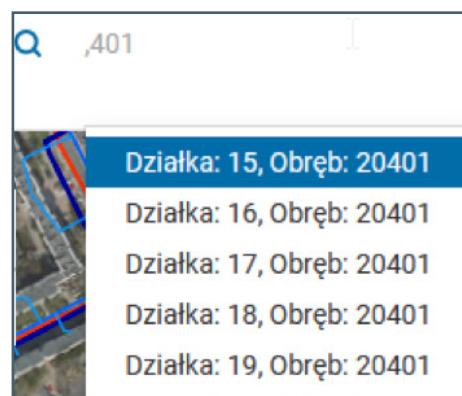 ,401
Działka: 15, Obręb: 20401
Działka: 16, Obręb: 20401
Działka: 17, Obręb: 20401
Działka: 18, Obręb: 20401
Działka: 19, Obręb: 20401